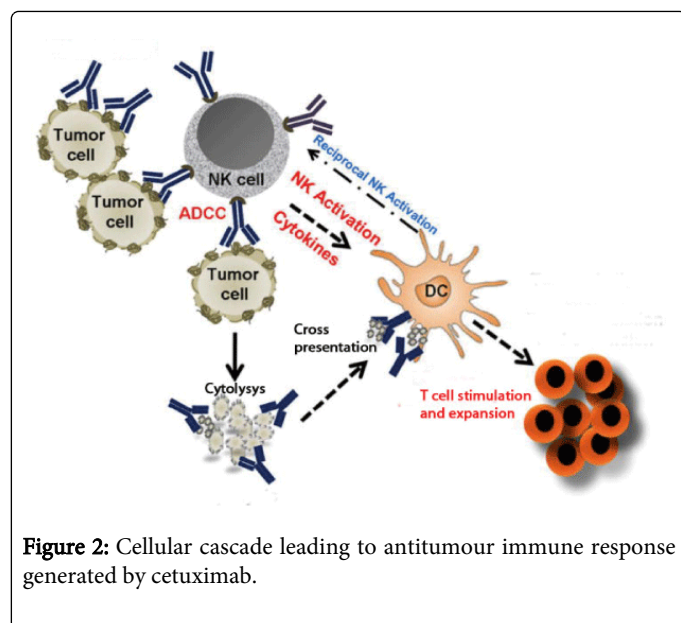 Tumor
cell
NK cell
Tumor
cell
ADCC
Tumor
cell
Reciprocal NK Activation
NK Activation
Cytokines
DC
Cross
presentation
Cytolysys
T cell stimulation
and expansion
Figure 2: Cellular cascade leading to antitumour immune response
generated by cetuximab.